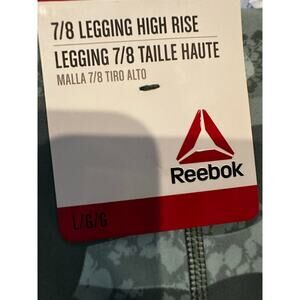 7/8 LEGGING HIGH RISE
LEGGING 7/8 TAILLE HAUTE
MALLA 7/8 TIRO ALTO
Reebok
L/G/G